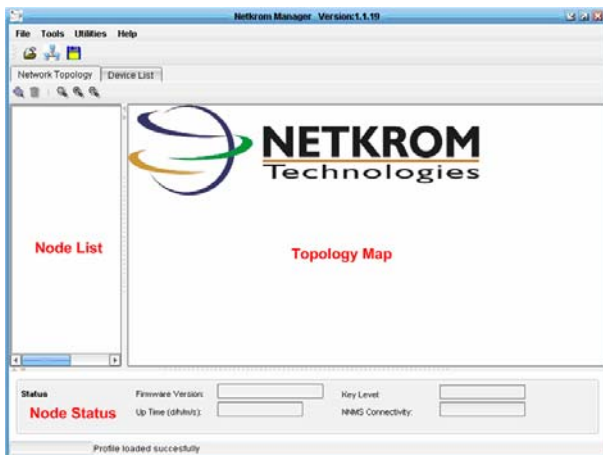 Netkrom Manager Version:1.1.19
File Tools Utilities Help
Network Topology Device List
NETKROM
Technologies
Node List
Topology Map
Status Firmware Version: Key Level:
Node Status Up Time (d/h/m/s): NNMS Connectivity:
Profile loaded succesfully